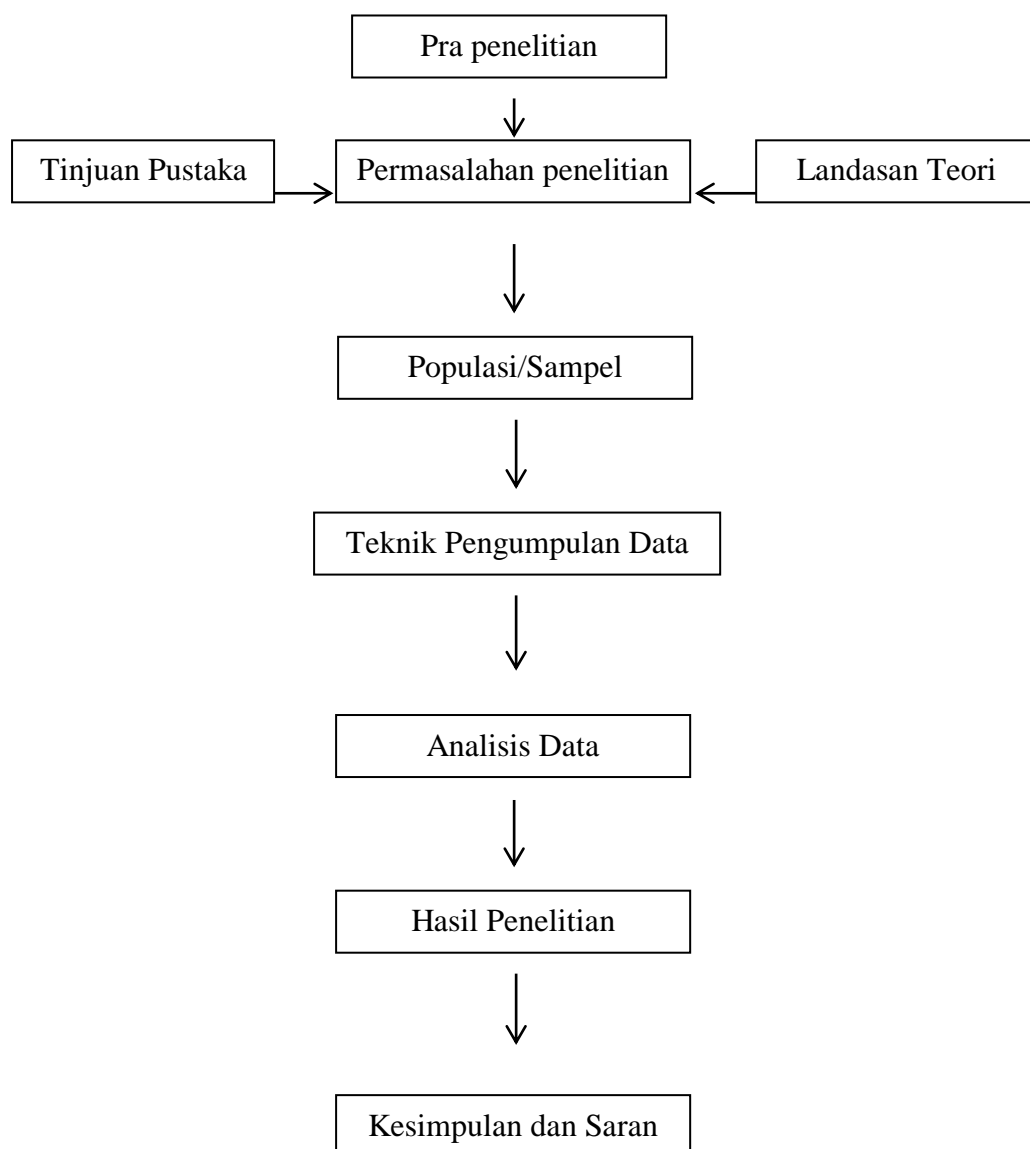 Pra penelitian
Tinjuan Pustaka
Permasalahan penelitian
Landasan Teori
Populasi/Sampel
Teknik Pengumpulan Data
Analisis Data
Hasil Penelitian
Kesimpulan dan Saran